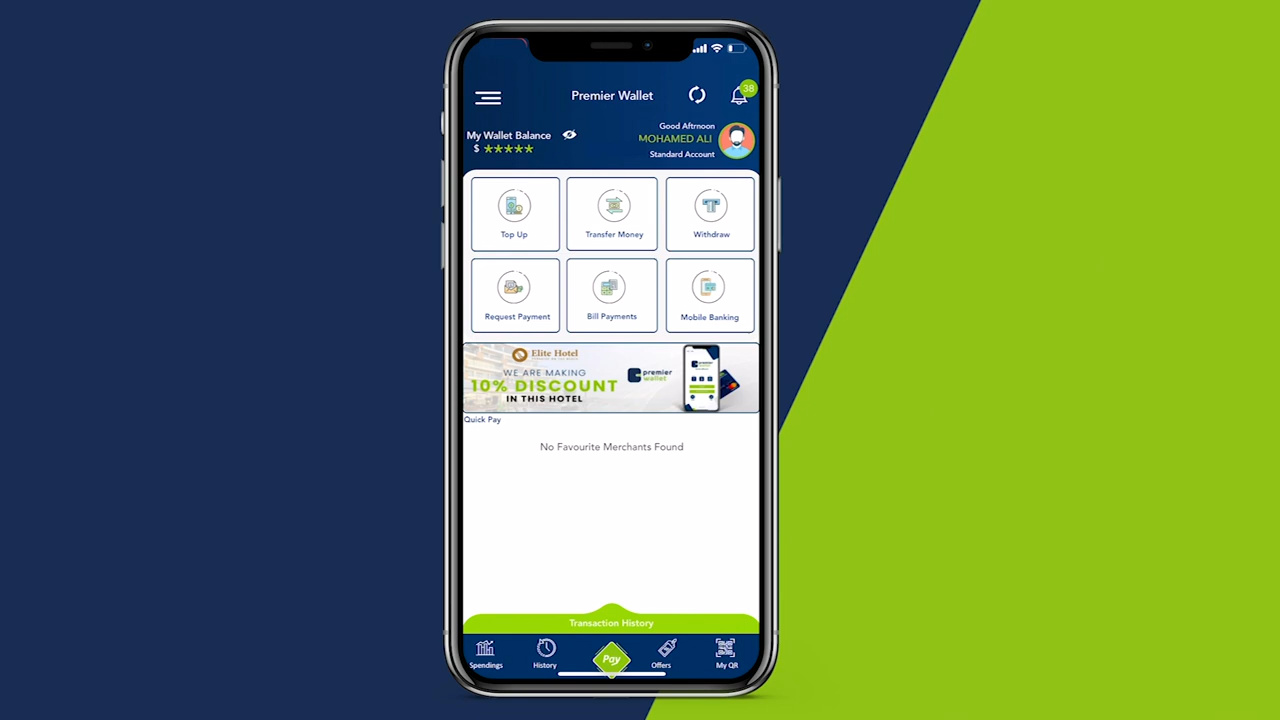 Premier Wallet
38
My Wallet Balance
$ *****
Good Aftrnoon
MOHAMED ALI
Standard Account
Top Up
Transfer Money
Withdraw
Request Payment
Bill Payments
Mobile Banking
Elite Hotel
WE ARE MAKING
10% DISCOUNT
IN THIS HOTEL
premier
wallet
Quick Pay
No Favourite Merchants Found
Transaction History
Spendings
History
Pay
Offers
My QR